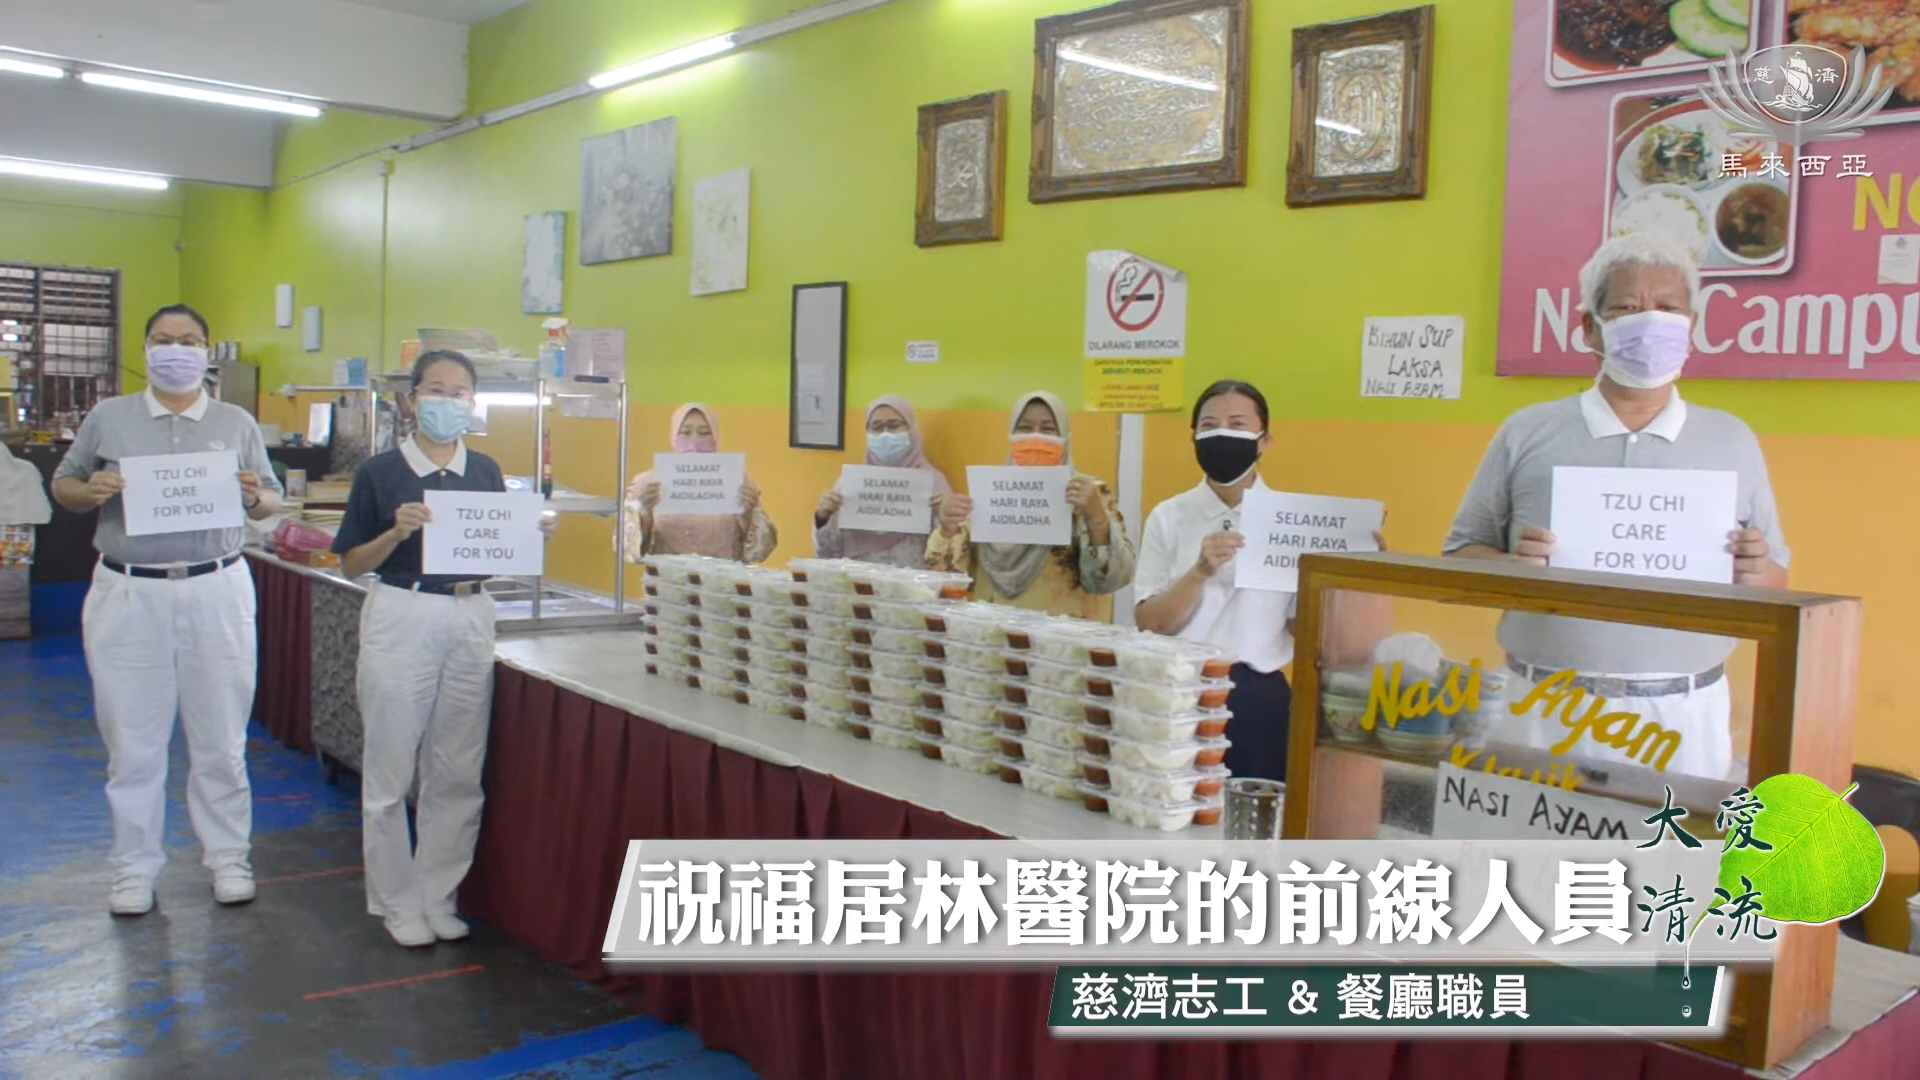 慈濟
馬來西亞
Campu
DILARANG MEROKOK
BIHUN SUP
LAKSA
NASI AYAM
TZU CHI
CARE
FOR YOU
TZU CHI
CARE
FOR YOU
SELAMAT
HARI RAYA
AIDILADHA
SELAMAT
HARI RAYA
AIDILADHA
SELAMAT
HARI RAYA
AIDILADHA
SELAMAT
HARI RAYA
TZU CHI
CARE
FOR YOU
Nasi Ayam
NASI AYAM
大愛
清流
祝福居林醫院的前線人員
慈濟志工 & 餐廳職員